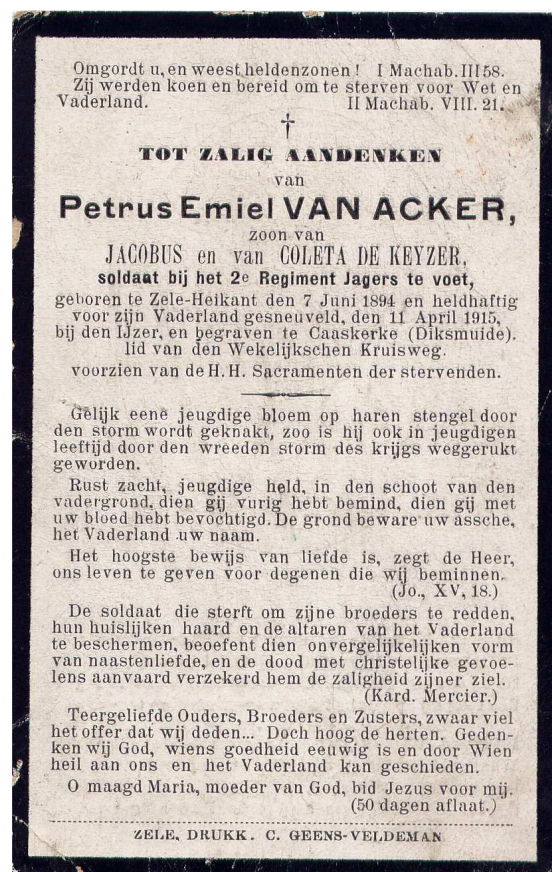 Omgordt u, en weest heldenzonen! I Machab. III 58.
Zij werden koen en bereid om te sterven voor Wet en
Vaderland. II Machab. VIII. 21.
†
TOT ZALIG AANDENKEN
van
Petrus Emiel VAN ACKER,
zoon van
JACOBUS en van COLETA DE KEYZER,
soldaat bij het 2e Regiment Jagers te voet,
geboren te Zele-Heikant den 7 Juni 1894 en heldhaftig
voor zijn Vaderland gesneuveld, den 11 April 1915,
bij den IJzer, en begraven te Caaskerke (Diksmuide).
lid van den Wekelijkschen Kruisweg.
voorzien van de H. H. Sacramenten der stervenden.
Gelijk eene jeugdige bloem op haren stengel door
den storm wordt geknakt, zoo is hij ook in jeugdigen
leeftijd door den wreeden storm des krijgs weggerukt
geworden.
Rust zacht, jeugdige held, in den schoot van den
vadergrond, dien gij vurig hebt bemind, dien gij met
uw bloed hebt bevochtigd. De grond beware uw assche,
het Vaderland uw naam.
Het hoogste bewijs van liefde is, zegt de Heer,
ons leven te geven voor degenen die wij beminnen.
(Jo., XV, 18.)
De soldaat die sterft om zijne broeders te redden,
hun huislijken haard en de altaren van het Vaderland
te beschermen, beoefent dien onvergelijkelijken vorm
van naastenliefde, en de dood met christelijke gevoe-
lens aanvaard verzekerd hem de zaligheid zijner ziel.
(Kard. Mercier.)
Teergeliefde Ouders, Broeders en Zusters, zwaar viel
het offer dat wij deden... Doch hoog de herten. Geden-
ken wij God, wiens goedheid eeuwig is en door Wien
heil aan ons en het Vaderland kan geschieden.
O maagd Maria, moeder van God, bid Jezus voor mij.
(50 dagen aflaat.)
ZELE, DRUKK. C. GEENS-VELDEMAN